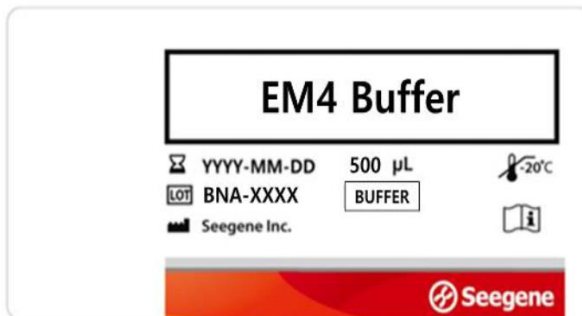 EM4 Buffer
YYYY-MM-DD 500 µL -20°C
LOT BNA-XXXX BUFFER
Seegene Inc.
i
Seegene